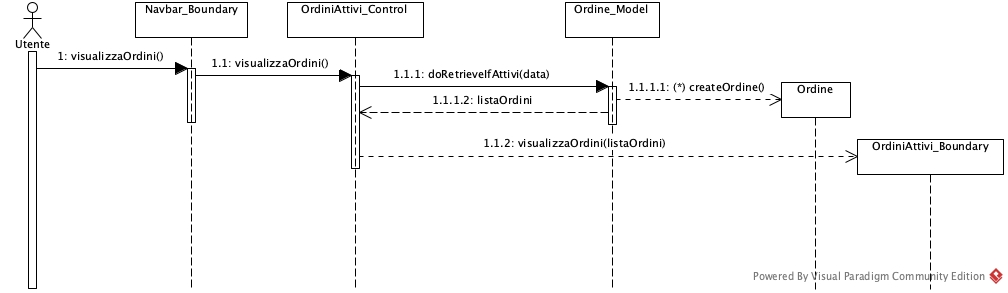 Navbar_Boundary
OrdiniAttivi_Control
Ordine_Model
Utente
1: visualizzaOrdini()
1.1: visualizzaOrdini()
1.1.1: doRetrieveIfAttivi(data)
1.1.1.1: (*) createOrdine()
Ordine
1.1.1.2: listaOrdini
1.1.2: visualizzaOrdini(listaOrdini)
OrdiniAttivi_Boundary
Powered By Visual Paradigm Community Edition